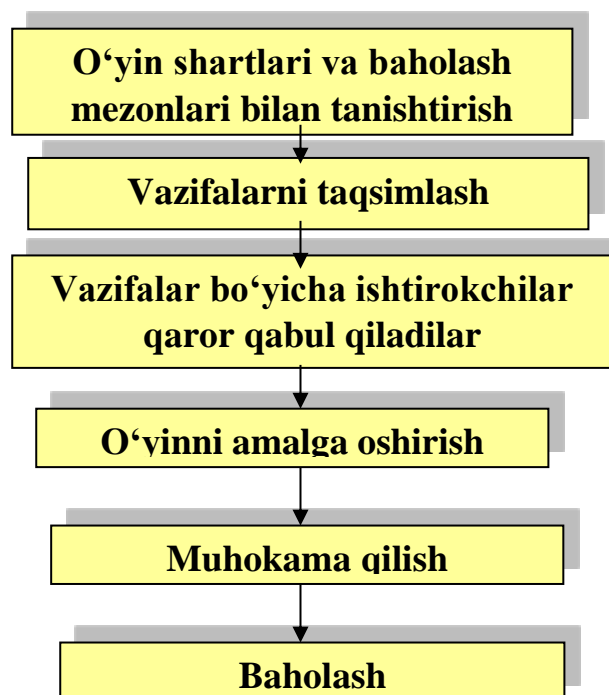 O‘yin shartlari va baholash
mezonlari bilan tanishtirish
Vazifalarni taqsimlash
Vazifalar bo‘yicha ishtirokchilar
qaror qabul qiladilar
O‘yinni amalga oshirish
Muhokama qilish
Baholash